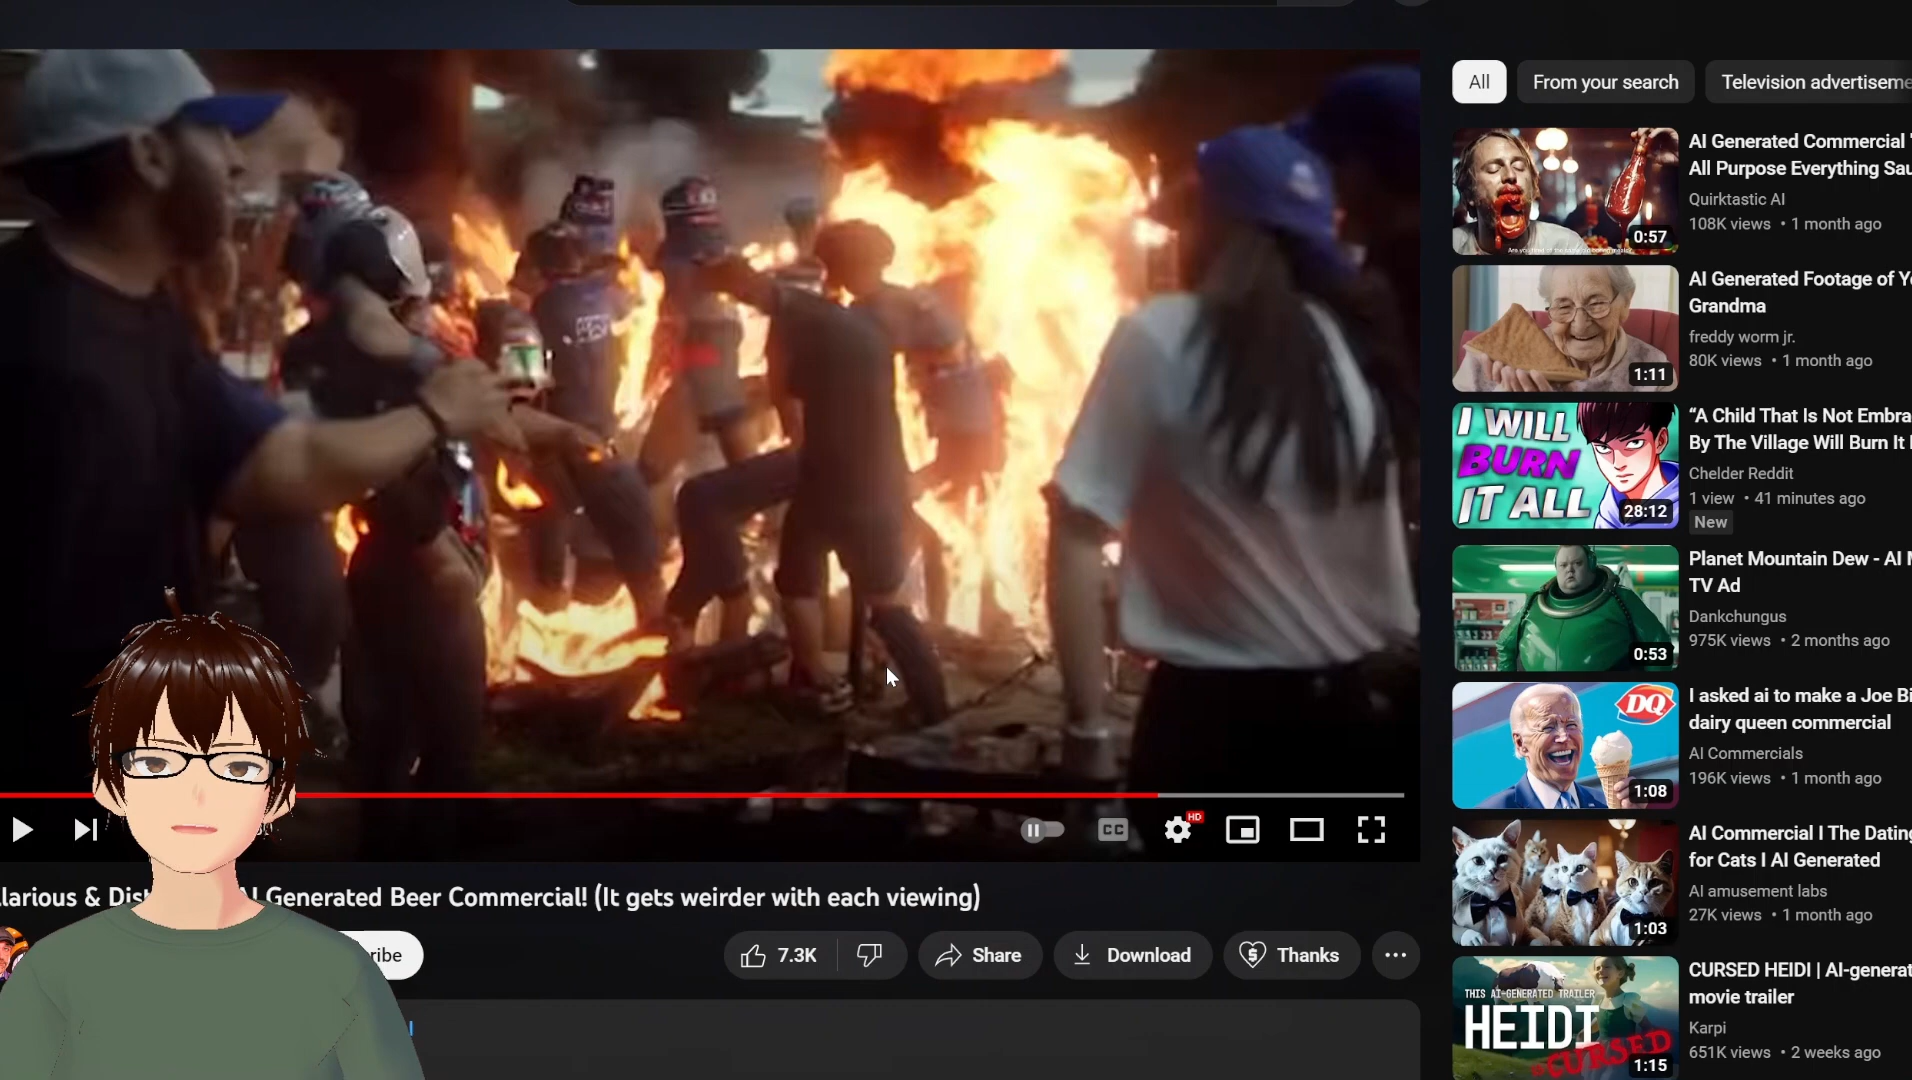 All
From your search
Television advertiseme
AI Generated Commercial
All Purpose Everything Sau
Quirktastic AI
108K views • 1 month ago
0:57
AI Generated Footage of Yo
Grandma
freddy worm jr.
80K views • 1 month ago
1:11
I WILL
BURN
IT ALL
28:12
“A Child That Is Not Embra
By The Village Will Burn It
Chelder Reddit
1 view • 41 minutes ago
New
Planet Mountain Dew - AI
TV Ad
Dankchungus
975K views • 2 months ago
0:53
DQ
I asked ai to make a Joe Bi
dairy queen commercial
AI Commercials
196K views • 1 month ago
1:08
AI Commercial I The Dating
for Cats I AI Generated
AI amusement labs
27K views • 1 month ago
1:03
THIS AI-GENERATED TRAILER
HEIDI
CURSED
1:15
CURSED HEIDI | AI-generat
movie trailer
Karpi
651K views • 2 weeks ago
CC
HD
larious & Dis AI Generated Beer Commercial! (It gets weirder with each viewing)
ribe
7.3K
Share
Download
Thanks